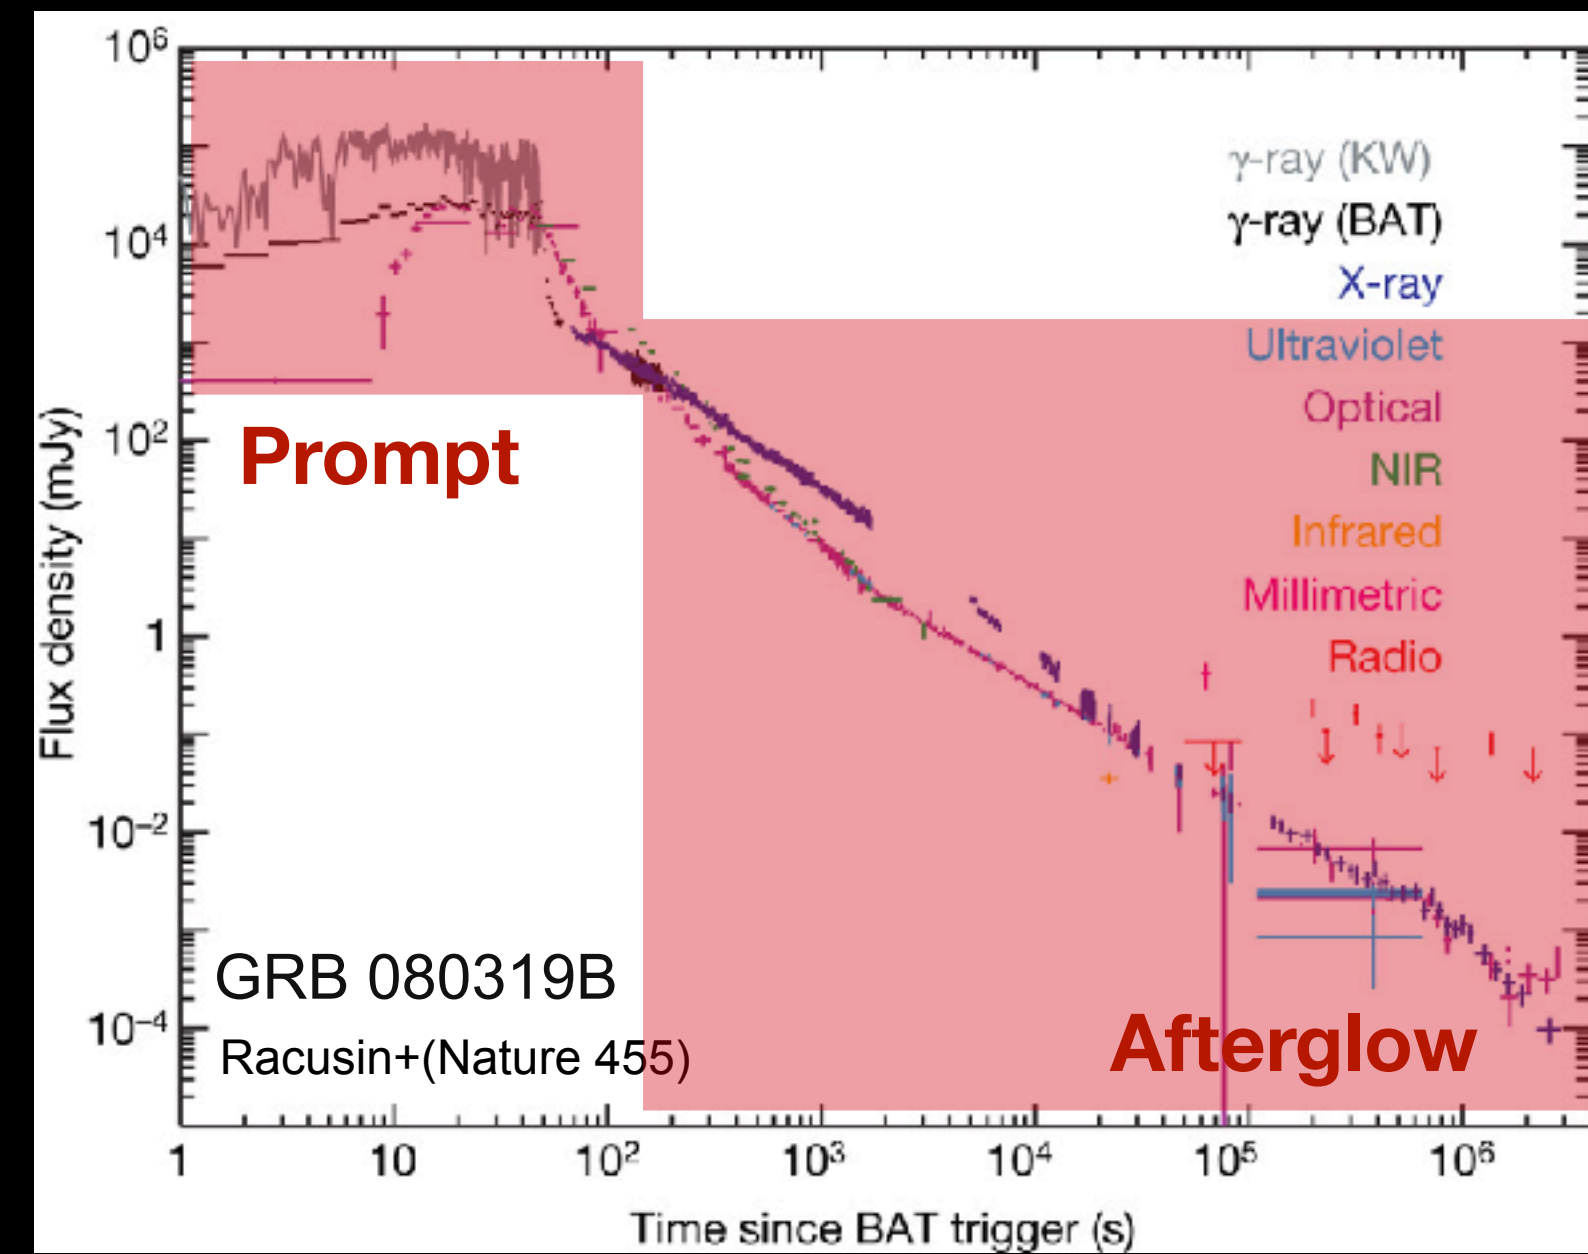 10⁶
10⁴
10²
1
10⁻²
10⁻⁴
Flux density (mJy)
γ-ray (KW)
γ-ray (BAT)
X-ray
Ultraviolet
Optical
NIR
Infrared
Millimetric
Radio
Prompt
GRB 080319B
Racusin+(Nature 455)
Afterglow
1 10 10² 10³ 10⁴ 10⁵ 10⁶
Time since BAT trigger (s)